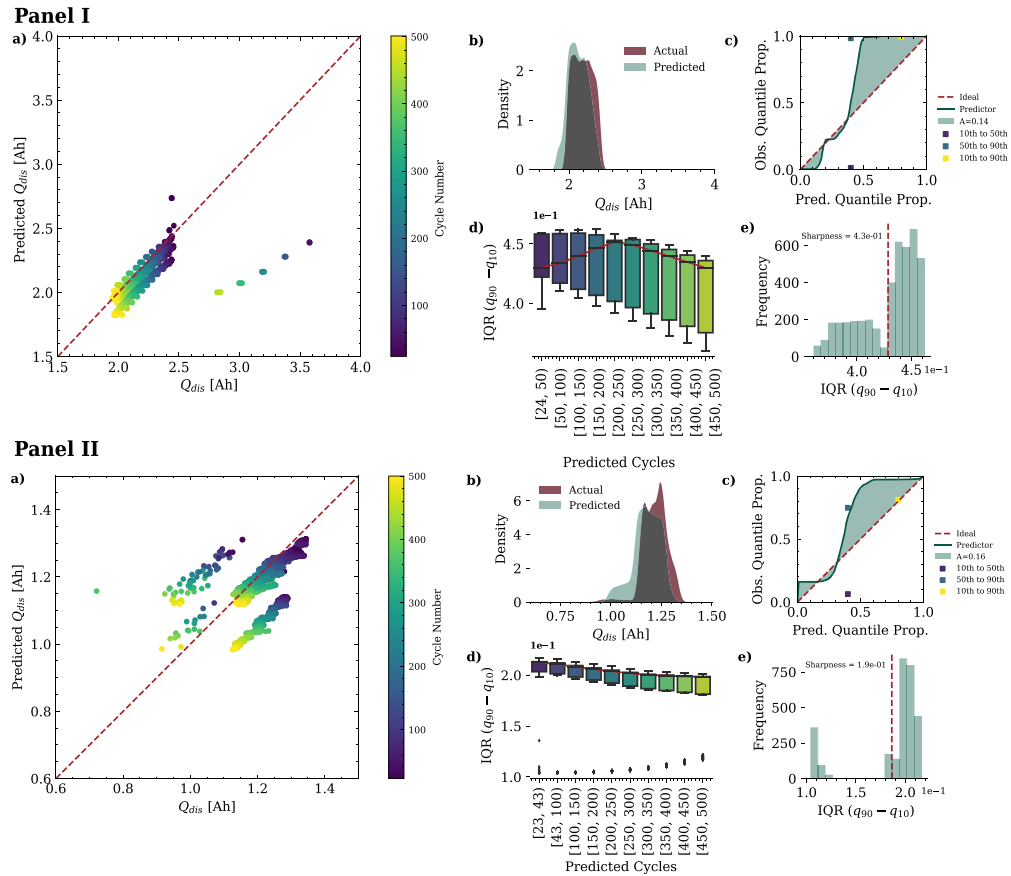 Panel I
a)
4.0
3.5
3.0
2.5
2.0
1.5
1.5 2.0 2.5 3.0 3.5 4.0
Predicted Q_dis [Ah]
Q_dis [Ah]
500
400
300
200
100
Cycle Number
b)
Actual
Predicted
Density
2
1
0
2 3 4
Q_dis [Ah]
c)
1.0
0.5
0.0
0.0 0.5 1.0
Obs. Quantile Prop.
Pred. Quantile Prop.
Ideal
Predictor
A=0.14
10th to 50th
50th to 90th
10th to 90th
d)
1e−1
4.5
4.0
IQR (q_90 − q_10)
[24, 50)
[50, 100)
[100, 150)
[150, 200)
[200, 250)
[250, 300)
[300, 350)
[350, 400)
[400, 450)
[450, 500)
Predicted Cycles
e)
Sharpness = 4.3e-01
600
400
200
0
Frequency
4.0 4.5 1e−1
IQR (q_90 − q_10)
Panel II
a)
1.4
1.2
1.0
0.8
0.6
0.6 0.8 1.0 1.2 1.4
Predicted Q_dis [Ah]
Q_dis [Ah]
500
400
300
200
100
Cycle Number
b)
Actual
Predicted
Density
6
4
2
0
0.75 1.00 1.25 1.50
Q_dis [Ah]
c)
1.0
0.5
0.0
0.0 0.5 1.0
Obs. Quantile Prop.
Pred. Quantile Prop.
Ideal
Predictor
A=0.16
10th to 50th
50th to 90th
10th to 90th
d)
1e−1
2.0
1.5
1.0
IQR (q_90 − q_10)
[23, 43)
[43, 100)
[100, 150)
[150, 200)
[200, 250)
[250, 300)
[300, 350)
[350, 400)
[400, 450)
[450, 500)
Predicted Cycles
e)
Sharpness = 1.9e-01
750
500
250
0
Frequency
1.0 1.5 2.0 1e−1
IQR (q_90 − q_10)